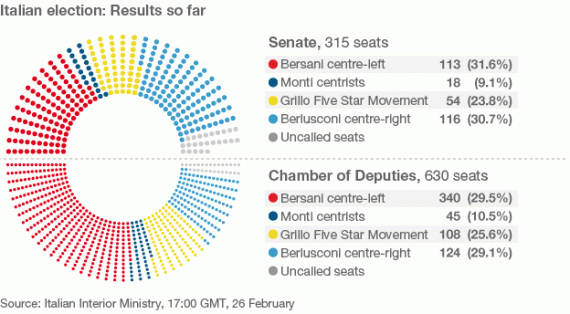 Italian election: Results so far
Senate, 315 seats
Bersani centre-left 113 (31.6%)
Monti centrists 18 (9.1%)
Grillo Five Star Movement 54 (23.8%)
Berlusconi centre-right 116 (30.7%)
Uncalled seats
Chamber of Deputies, 630 seats
Bersani centre-left 340 (29.5%)
Monti centrists 45 (10.5%)
Grillo Five Star Movement 108 (25.6%)
Berlusconi centre-right 124 (29.1%)
Uncalled seats
Source: Italian Interior Ministry, 17:00 GMT, 26 February